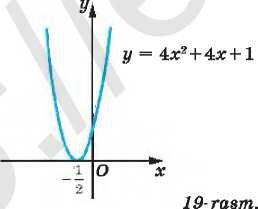 y
y = 4x²+4x+1
-1/2 O x
19-rasm.